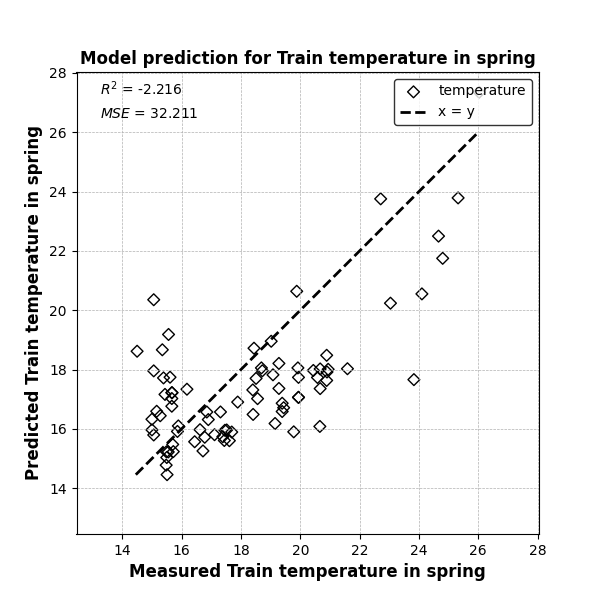 Model prediction for Train temperature in spring
R² = -2.216
MSE = 32.211
temperature
x = y
Predicted Train temperature in spring
28
26
24
22
20
18
16
14
14 16 18 20 22 24 26 28
Measured Train temperature in spring